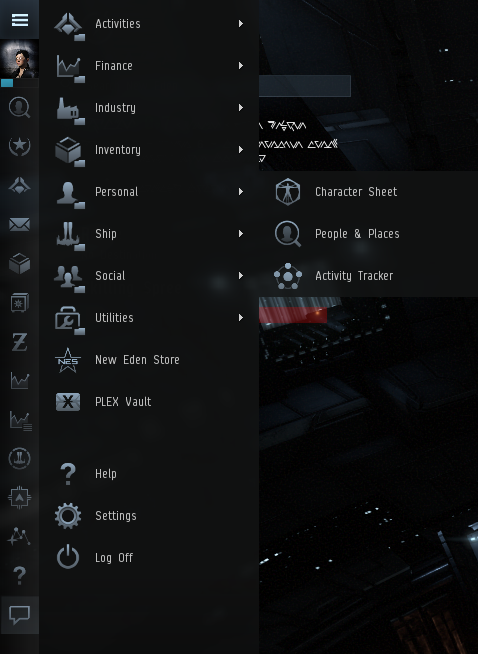 Activities
Finance
Industry
Inventory
Personal
Character Sheet
People & Places
Activity Tracker
Ship
Social
Utilities
NES
New Eden Store
PLEX Vault
Help
Settings
Log Off